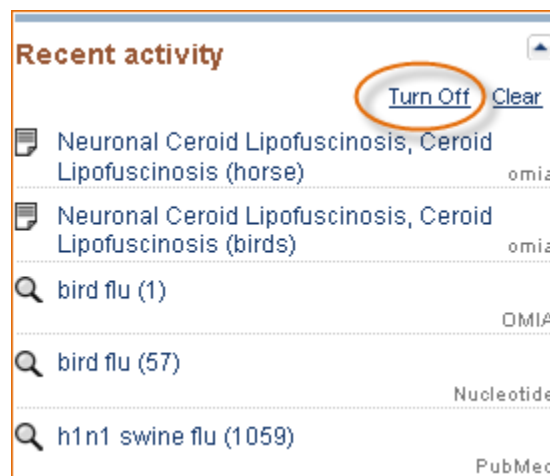 Recent activity
Turn Off Clear
Neuronal Ceroid Lipofuscinosis, Ceroid
Lipofuscinosis (horse)
omia
Neuronal Ceroid Lipofuscinosis, Ceroid
Lipofuscinosis (birds)
omia
bird flu (1)
OMIA
bird flu (57)
Nucleotide
h1n1 swine flu (1059)
PubMed